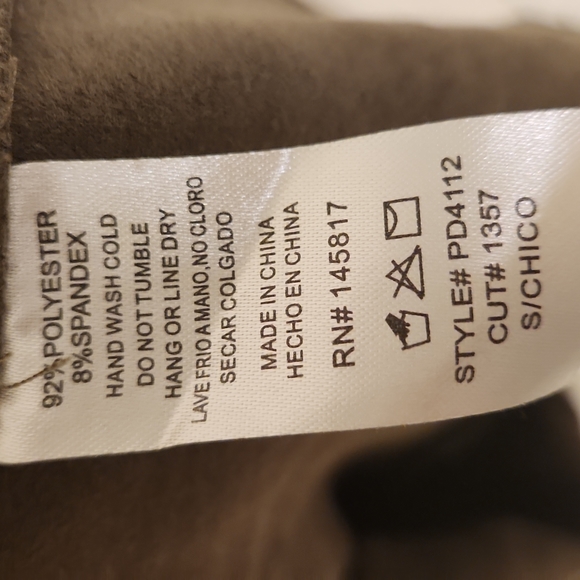 92%POLYESTER
8%SPANDEX
HAND WASH COLD
DO NOT TUMBLE
HANG OR LINE DRY
LAVE FRIO A MANO,NO CLORO
SECAR COLGADO
MADE IN CHINA
HECHO EN CHINA
RN# 145817
STYLE# PD4112
CUT# 1357
S/CHICO